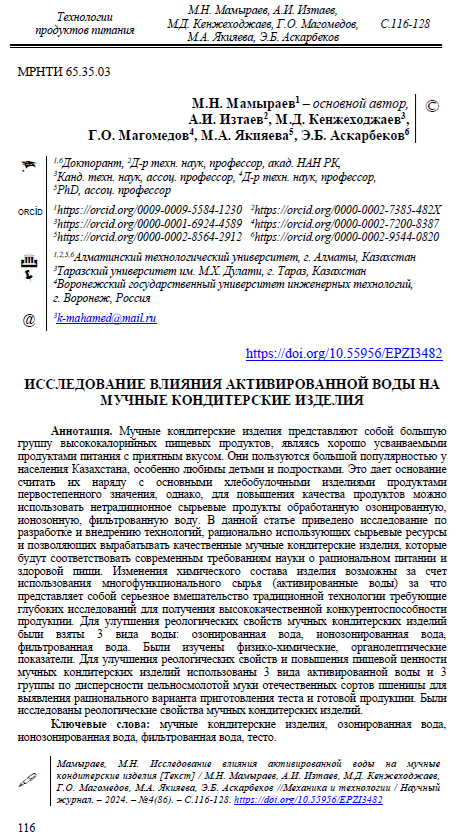 Технологии
продуктов питания
М.Н. Мамыраев, А.И. Изтаев,
М.Д. Кенжеходжаев, Г.О. Магомедов,
М.А. Якияева, Э.Б. Аскарбеков
С.116-128
МРНТИ 65.35.03
М.Н. Мамыраев¹ – основной автор,
А.И. Изтаев², М.Д. Кенжеходжаев³,
Г.О. Магомедов⁴, М.А. Якияева⁵, Э.Б. Аскарбеков⁶
©
¹,⁶Докторант, ²Д-р техн. наук, профессор, акад. НАН РК,
³Канд. техн. наук, ассоц. профессор, ⁴Д-р техн. наук, профессор,
⁵PhD, ассоц. профессор
ORCID
¹https://orcid.org/0009-0009-5584-1230 ²https://orcid.org/0000-0002-7385-482X
³https://orcid.org/0000-0001-6924-4589 ⁴https://orcid.org/0000-0002-7200-8387
⁵https://orcid.org/0000-0002-8564-2912 ⁶https://orcid.org/0000-0002-9544-0820
¹,²,⁵,⁶Алматинский технологический университет, г. Алматы, Казахстан
³Таразский университет им. М.Х. Дулати, г. Тараз, Казахстан
⁴Воронежский государственный университет инженерных технологий,
г. Воронеж, Россия
@
³k-mahamed@mail.ru
https://doi.org/10.55956/EPZI3482
ИССЛЕДОВАНИЕ ВЛИЯНИЯ АКТИВИРОВАННОЙ ВОДЫ НА
МУЧНЫЕ КОНДИТЕРСКИЕ ИЗДЕЛИЯ
Аннотация. Мучные кондитерские изделия представляют собой большую
группу высококалорийных пищевых продуктов, являясь хорошо усваиваемыми
продуктами питания с приятным вкусом. Они пользуются большой популярностью у
населения Казахстана, особенно любимы детьми и подростками. Это дает основание
считать их наряду с основными хлебобулочными изделиями продуктами
первостепенного значения, однако, для повышения качества продуктов можно
использовать нетрадиционное сырьевые продукты обработанную озонированную,
ионозонную, фильтрованную воду. В данной статье приведено исследование по
разработке и внедрению технологий, рационально использующих сырьевые ресурсы
и позволяющих вырабатывать качественные мучные кондитерские изделия, которые
будут соответствовать современным требованиям науки о рациональном питании и
здоровой пищи. Изменения химического состава изделия возможны за счет
использования многофункционального сырья (активированные воды) за что
представляет собой серьезное вмешательство традиционной технологии требующие
глубоких исследований для получения высококачественной конкурентоспособности
продукции. Для улутшения реологических свойств мучных кондитерских изделий
были взяты 3 вида воды: озонированная вода, ионозонированная вода,
фильтрованная вода. Были изучены физико-химические, органолептические
показатели. Для улучшения реологических свойств и повышения пищевой ценности
мучных кондитерских изделий использованы 3 вида активированной воды и 3
группы по дисперсности цельносмолотой муки отечественных сортов пшеницы для
выявления рационального варианта приготовления теста и готовой продукции. Были
исследованы реологические свойства мучных кондитерских изделий.
Ключевые слова: мучные кондитерские изделия, озонированная вода,
ионозонированная вода, фильтрованная вода, тесто.
Мамыраев, М.Н. Исследование влияния активированной воды на мучные
кондитерские изделия [Текст] / М.Н. Мамыраев, А.И. Изтаев, М.Д. Кенжеходжаев,
Г.О. Магомедов, М.А. Якияева, Э.Б. Аскарбеков //Механика и технологии / Научный
журнал. – 2024. – №4(86). – С.116-128. https://doi.org/10.55956/EPZI3482
116